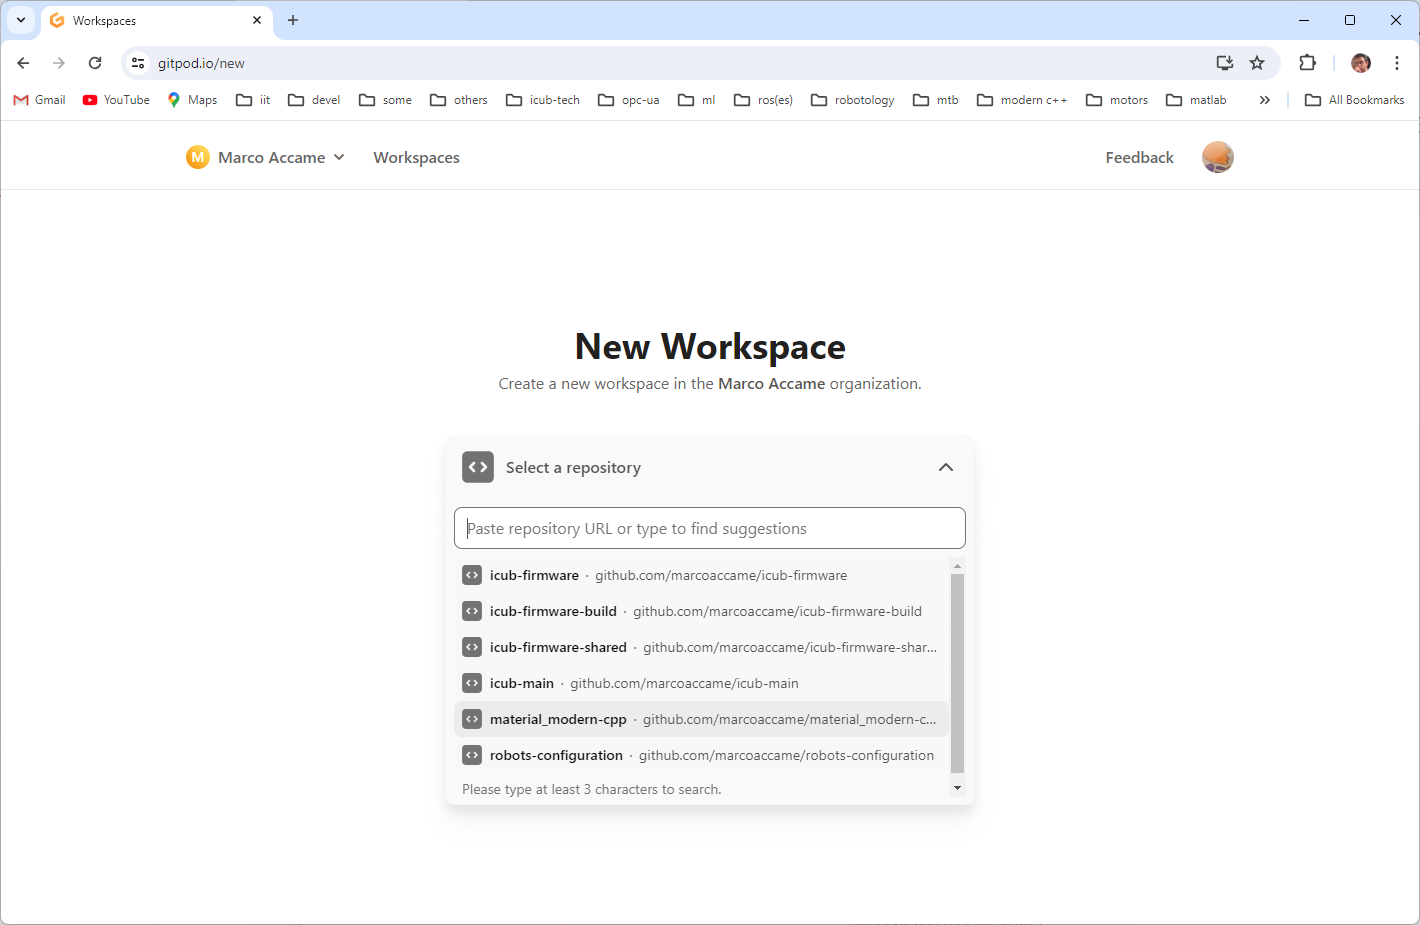 Workspaces
gitpod.io/new
Gmail YouTube Maps iit devel some others icub-tech opc-ua ml ros(es) robotology mtb modern c++ motors matlab All Bookmarks
M Marco Accame Workspaces Feedback
New Workspace
Create a new workspace in the Marco Accame organization.
Select a repository
Paste repository URL or type to find suggestions
icub-firmware · github.com/marcoaccame/icub-firmware
icub-firmware-build · github.com/marcoaccame/icub-firmware-build
icub-firmware-shared · github.com/marcoaccame/icub-firmware-shar...
icub-main · github.com/marcoaccame/icub-main
material_modern-cpp · github.com/marcoaccame/material_modern-c...
robots-configuration · github.com/marcoaccame/robots-configuration
Please type at least 3 characters to search.